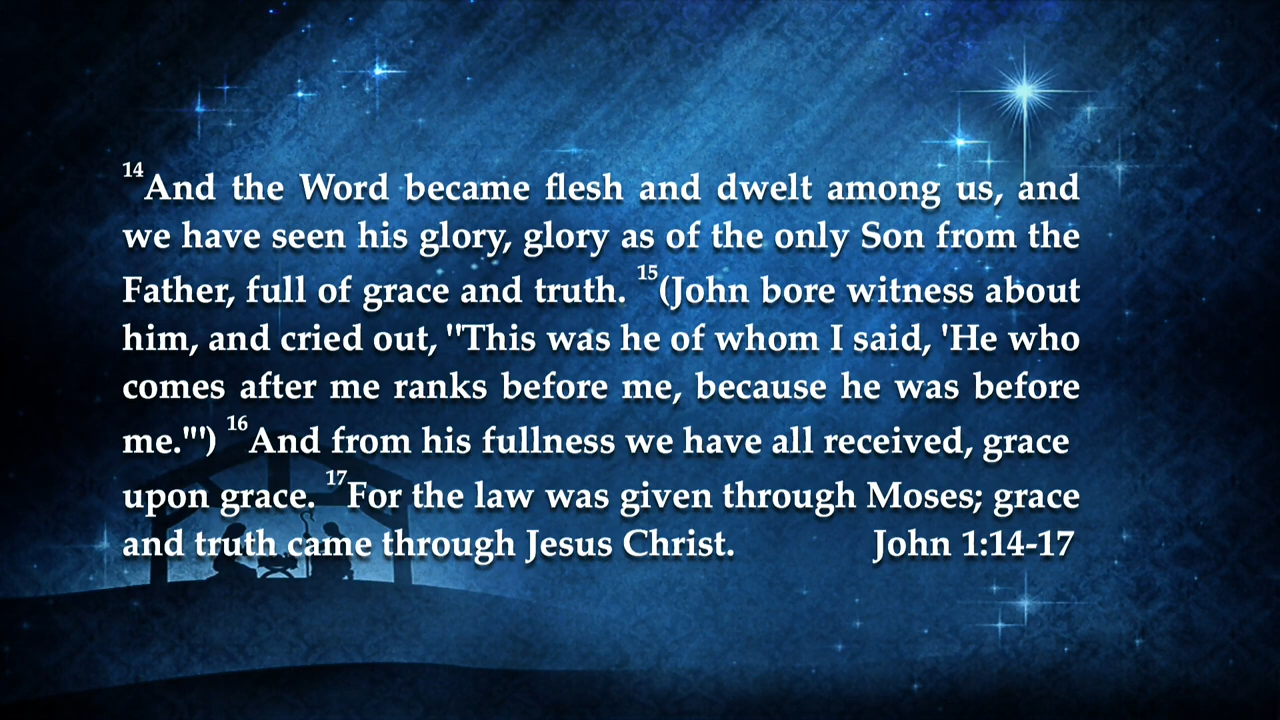 14And the Word became flesh and dwelt among us, and
we have seen his glory, glory as of the only Son from the
Father, full of grace and truth. 15(John bore witness about
him, and cried out, "This was he of whom I said, 'He who
comes after me ranks before me, because he was before
me."') 16And from his fullness we have all received, grace
upon grace. 17For the law was given through Moses; grace
and truth came through Jesus Christ. John 1:14-17